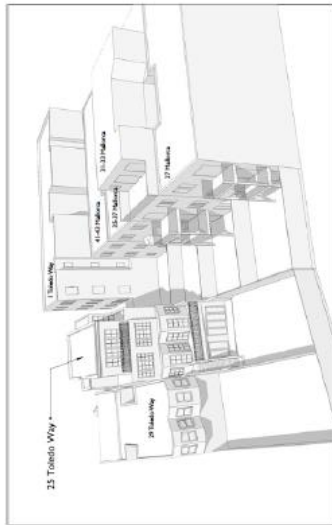 25 Toledo Way
1 Toledo Way
41-43 Mallorca
35-37 Mallorca
31-33 Mallorca
27 Mallorca
29 Toledo Way